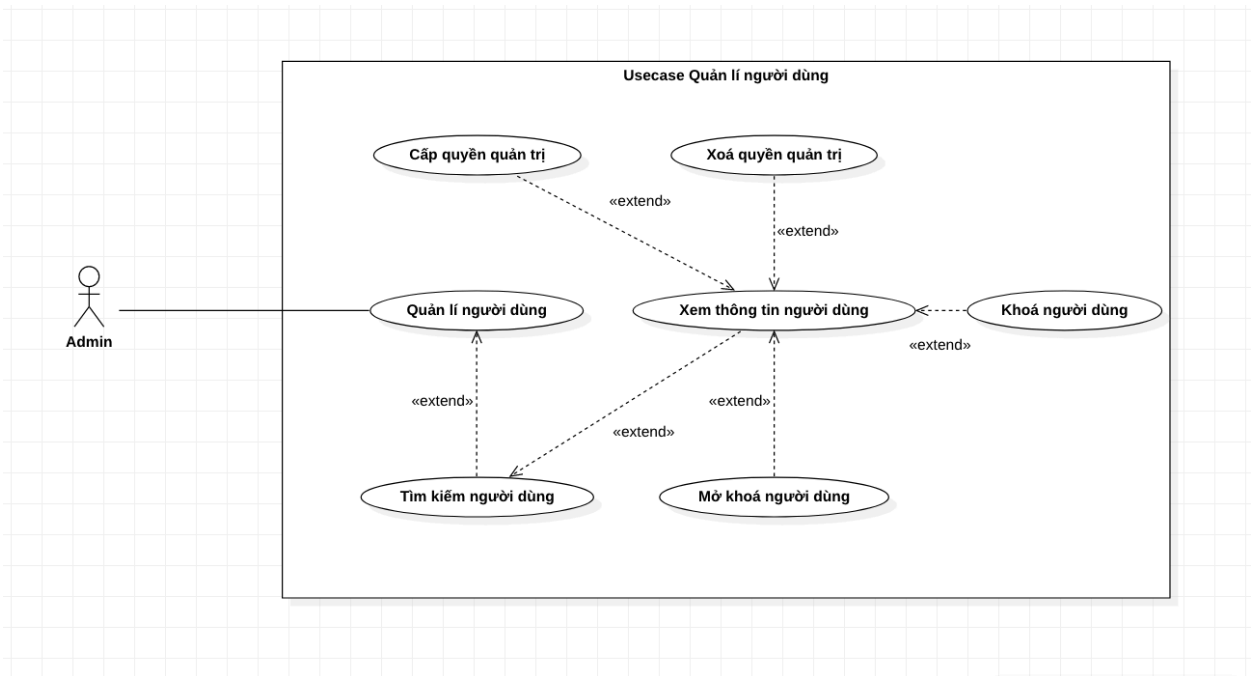 Usecase Quản lí người dùng
Cấp quyền quản trị
Xoá quyền quản trị
«extend»
«extend»
Quản lí người dùng
Xem thông tin người dùng
Khoá người dùng
Admin
«extend»
«extend»
«extend»
«extend»
Tìm kiếm người dùng
Mở khoá người dùng